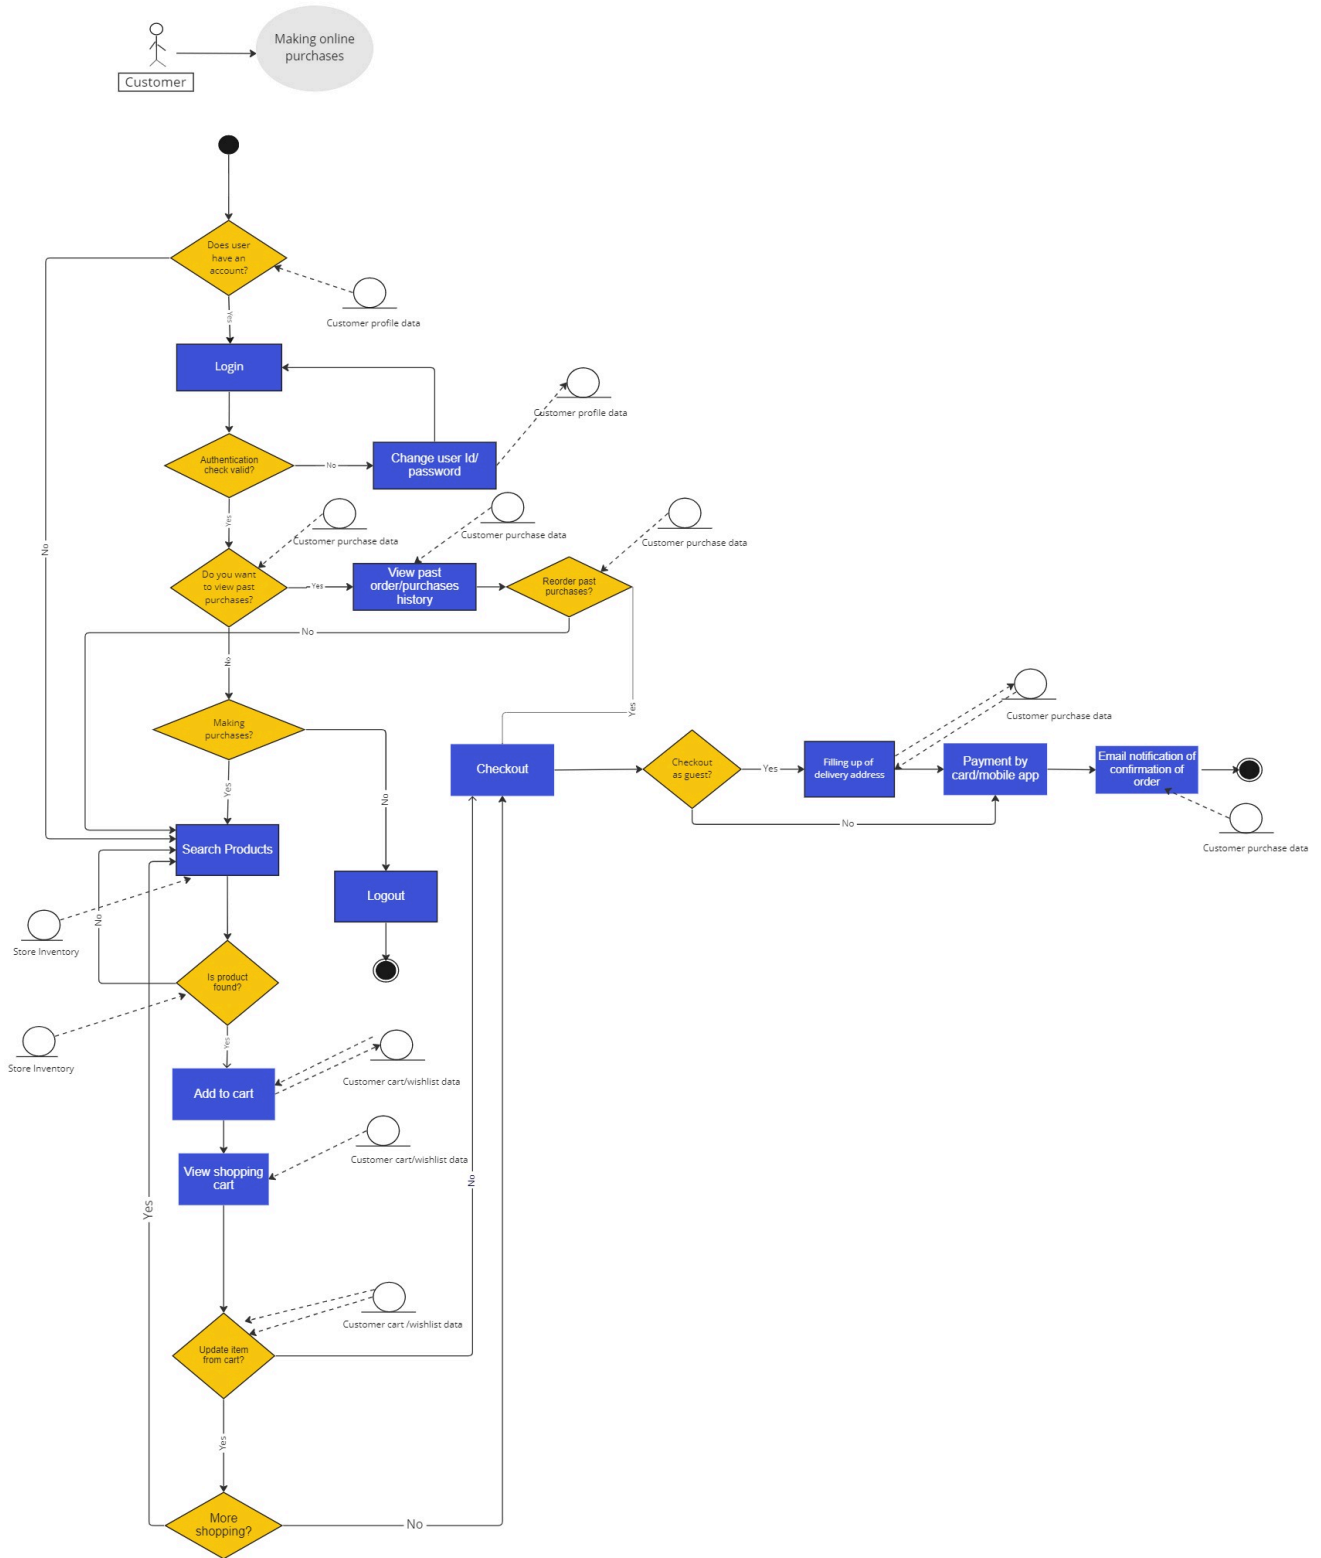 Making online
purchases
Customer
Does user
have an
account?
Customer profile data
Yes
Login
Customer profile data
Authentication
check valid?
No
Change user Id/
password
Yes
No
Customer purchase data
Customer purchase data
Customer purchase data
Do you want
to view past
purchases?
Yes
View past
order/purchases
history
Reorder past
purchases?
No
No
Yes
Making
purchases?
Customer purchase data
Checkout
Checkout
as guest?
Yes
Filling up of
delivery address
Payment by
card/mobile app
Email notification of
confirmation of
order
Yes
No
No
Customer purchase data
Search Products
Logout
No
Store Inventory
Is product
found?
Store Inventory
Yes
Customer cart/wishlist data
Add to cart
Customer cart/wishlist data
View shopping
cart
No
Yes
Customer cart /wishlist data
Update item
from cart?
Yes
More
shopping?
No